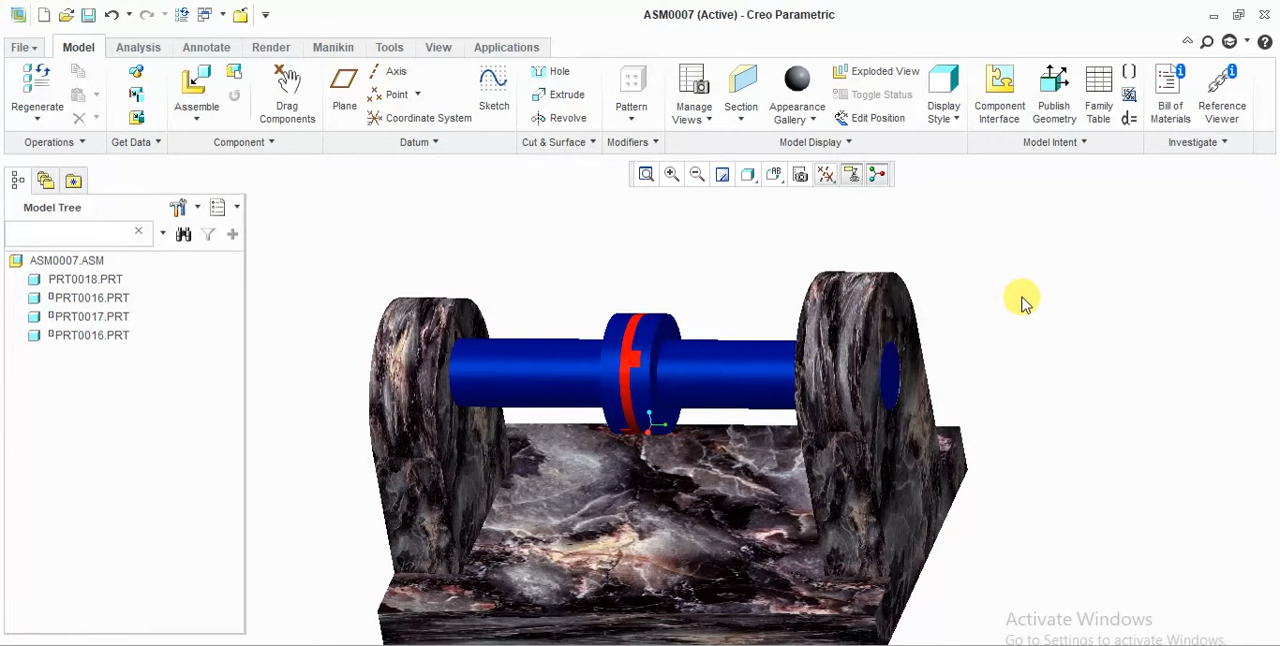 ASM0007 (Active) - Creo Parametric
File Model Analysis Annotate Render Manikin Tools View Applications
Regenerate
Assemble
Drag Components
Plane
Axis
Point
Coordinate System
Sketch
Hole
Extrude
Revolve
Pattern
Manage Views
Section
Appearance Gallery
Exploded View
Toggle Status
Edit Position
Display Style
Component Interface
Publish Geometry
Family Table
d=
Bill of Materials
Reference Viewer
Operations Get Data Component Datum Cut & Surface Modifiers Model Display Model Intent Investigate
Model Tree
ASM0007.ASM
PRT0018.PRT
PRT0016.PRT
PRT0017.PRT
PRT0016.PRT
Activate Windows
Go to Settings to activate Windows.